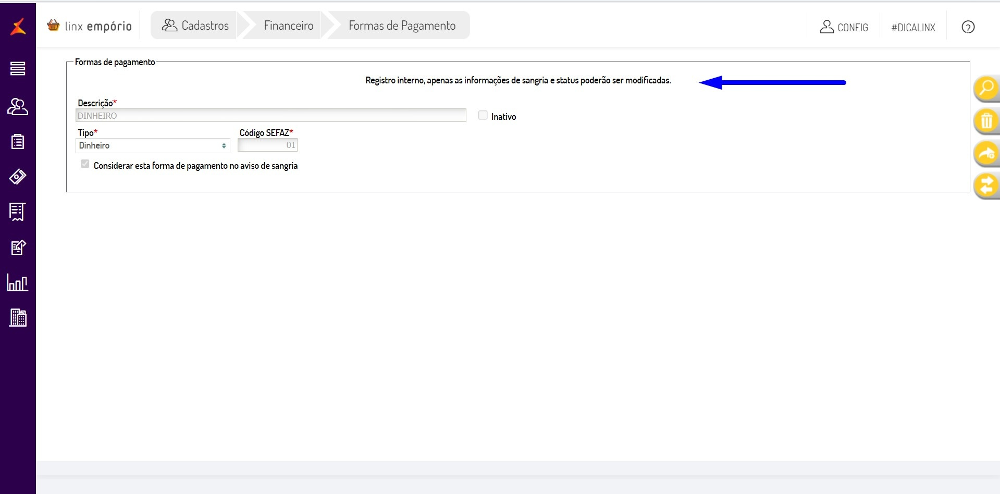 linx empório
Cadastros
Financeiro
Formas de Pagamento
CONFIG
#DICALINX
Formas de pagamento
Registro interno, apenas as informações de sangria e status poderão ser modificadas.
Descrição*
DINHEIRO
Inativo
Tipo*
Código SEFAZ*
Dinheiro
01
Considerar esta forma de pagamento no aviso de sangria